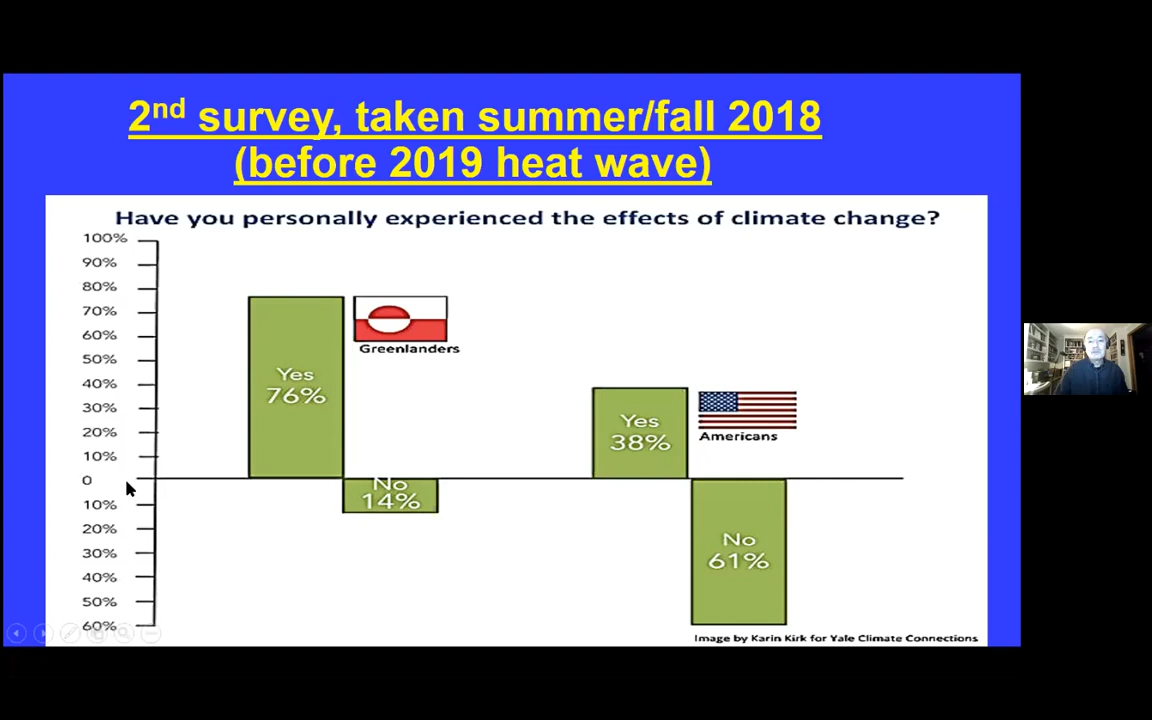 2nd survey, taken summer/fall 2018
(before 2019 heat wave)
Have you personally experienced the effects of climate change?
100%
90%
80%
70%
60%
50%
40%
30%
20%
10%
0
10%
20%
30%
40%
50%
60%
Yes
76%
Greenlanders
No
14%
Yes
38%
Americans
No
61%
Image by Karin Kirk for Yale Climate Connections